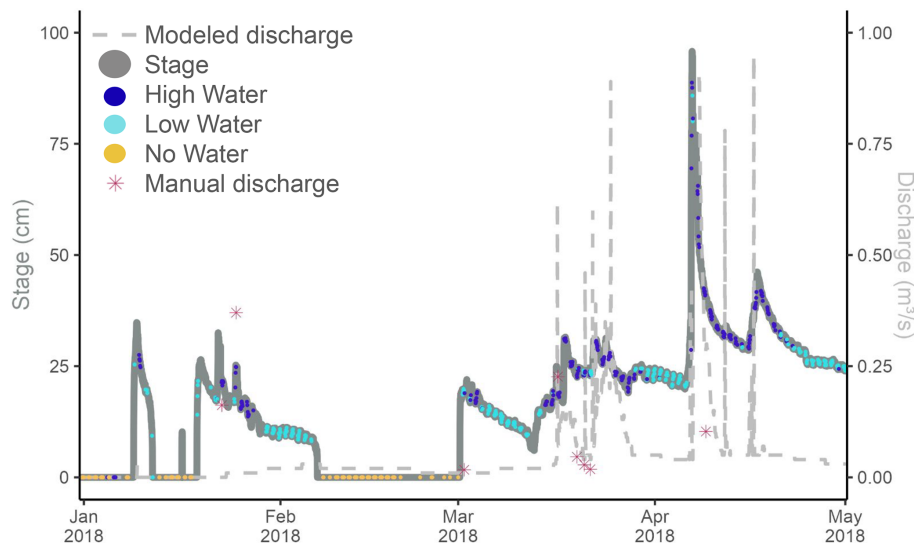 100
75
50
25
0
Stage (cm)
Modeled discharge
Stage
High Water
Low Water
No Water
Manual discharge
1.00
0.75
0.50
0.25
0.00
Discharge (m³/s)
Jan
2018
Feb
2018
Mar
2018
Apr
2018
May
2018